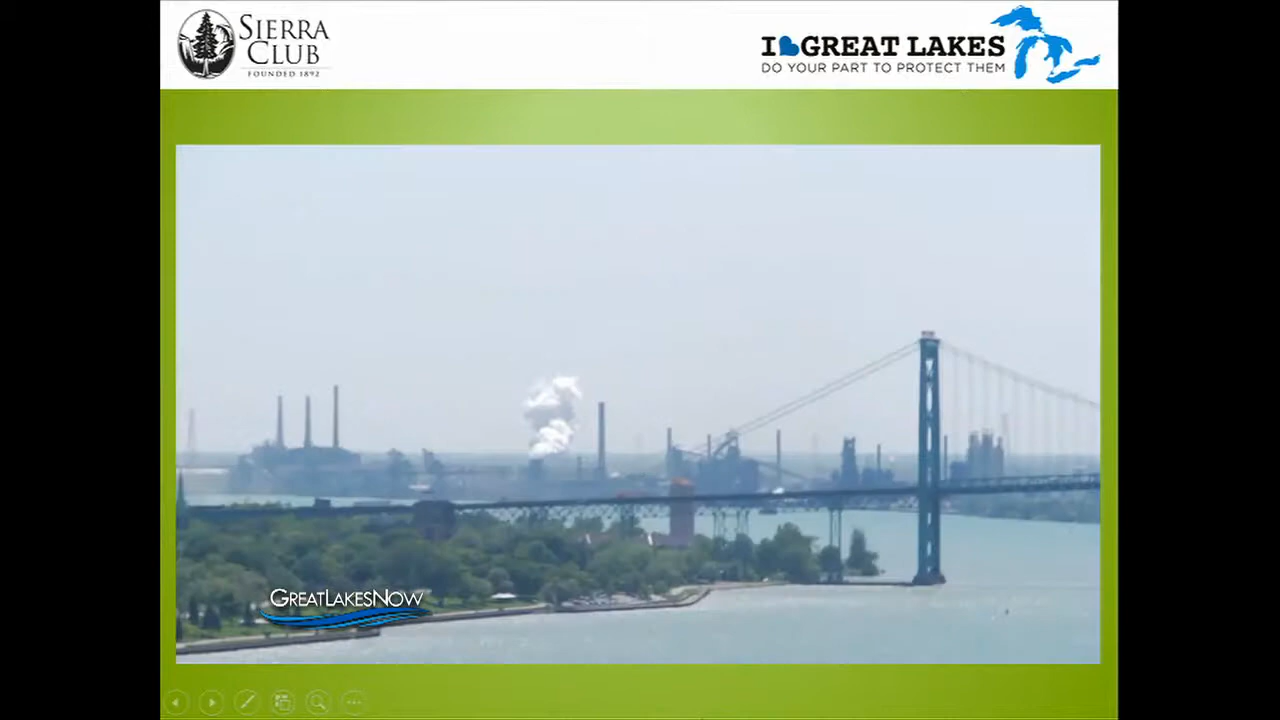 SIERRA
CLUB
FOUNDED 1892
I GREAT LAKES
DO YOUR PART TO PROTECT THEM
GREATLAKESNOW